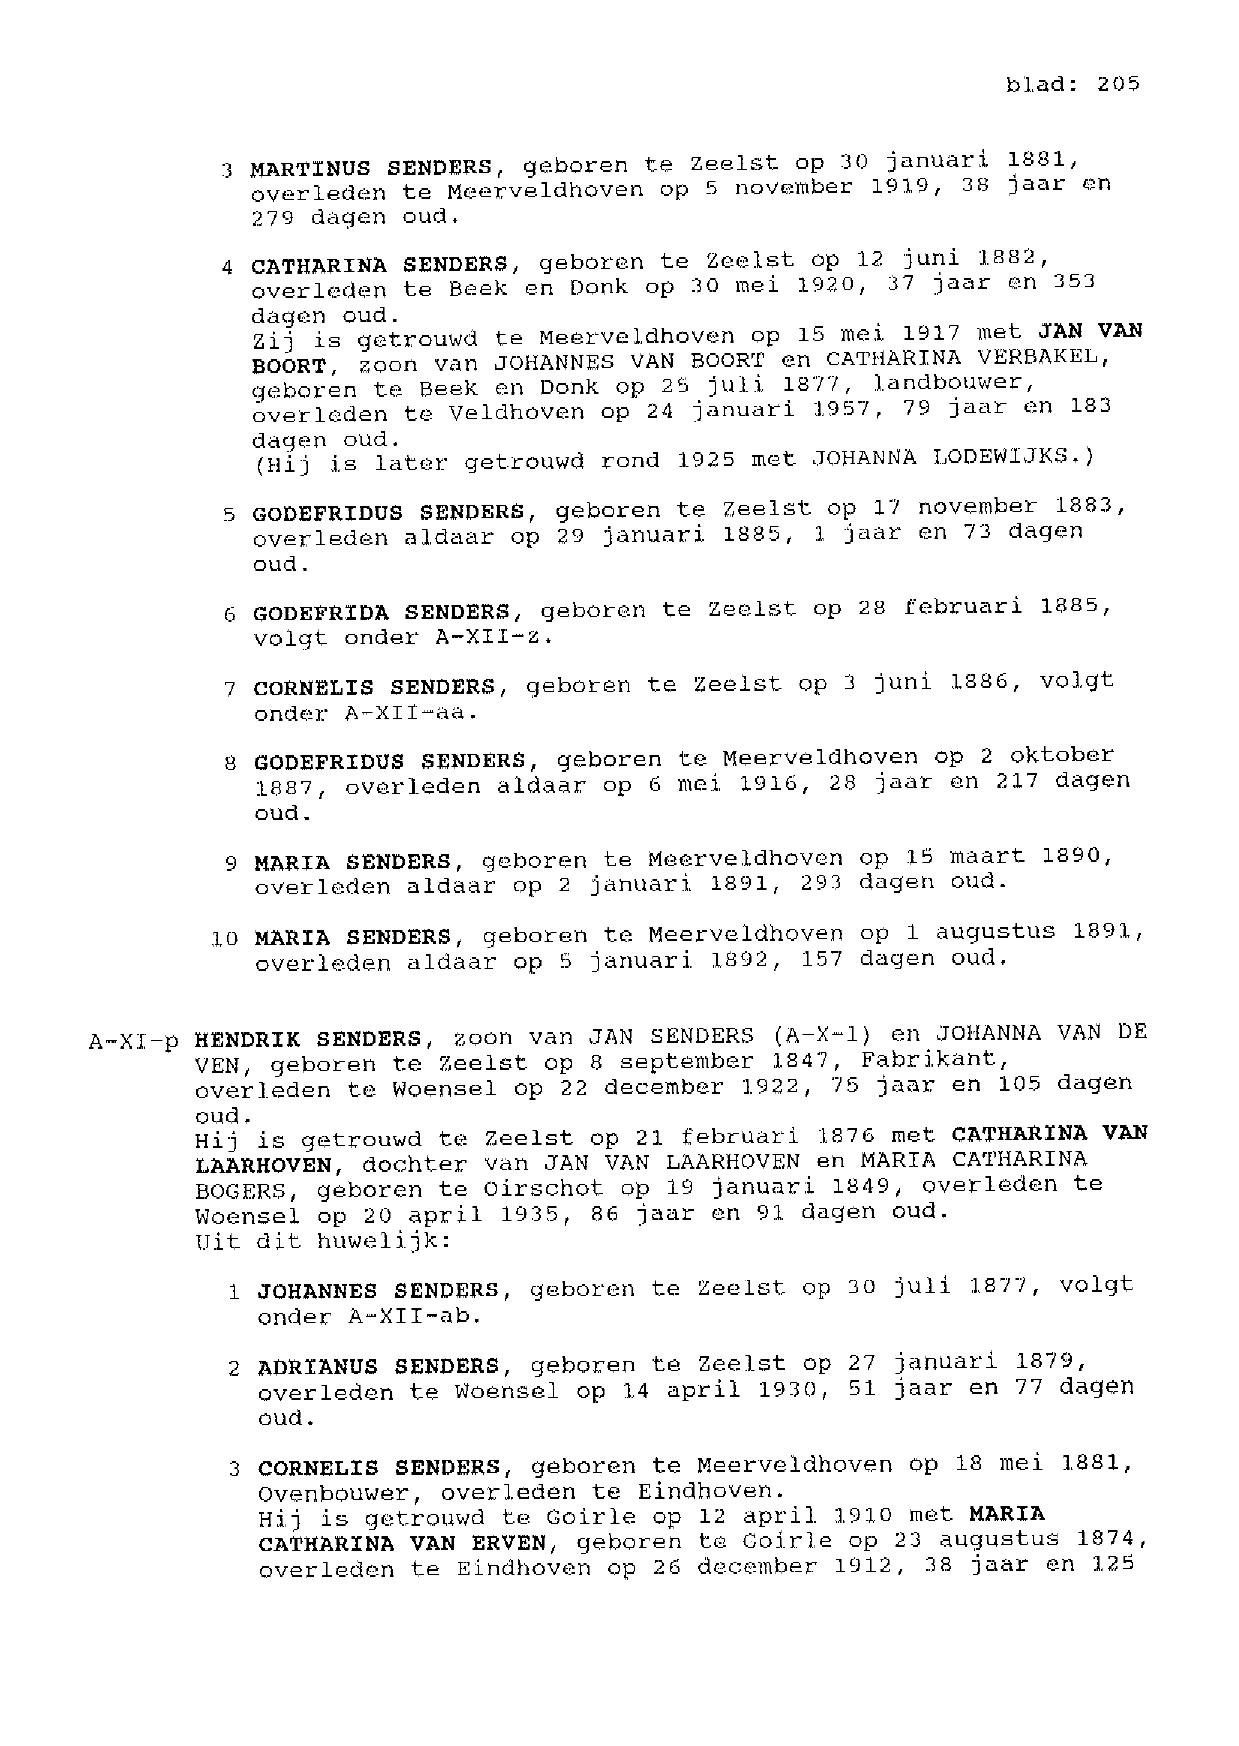 blad: 205
3 MARTINUS SENDERS, geboren te Zeelst op 30 januari 1881,
overleden te Meerveldhoven op 5 november 1919, 38 jaar en
279 dagen oud.
4 CATHARINA SENDERS, geboren te Zeelst op 12 juni 1882,
overleden te Beek en Donk op 30 mei 1920, 37 jaar en 353
dagen oud.
Zij is getrouwd te Meerveldhoven op 15 mei 1917 met JAN VAN
BOORT, zoon van JOHANNES VAN BOORT en CATHARINA VERBAKEL,
geboren te Beek en Donk op 25 juli 1877, landbouwer,
overleden te Veldhoven op 24 januari 1957, 79 jaar en 183
dagen oud.
(Hij is later getrouwd rond 1925 met JOHANNA LODEWIJKS.)
5 GODEFRIDUS SENDERS, geboren te Zeelst op 17 november 1883,
overleden aldaar op 29 januari 1885, 1 jaar en 73 dagen
oud.
6 GODEFRIDA SENDERS, geboren te Zeelst op 28 februari 1885,
volgt onder A-XII-z.
7 CORNELIS SENDERS, geboren te Zeelst op 3 juni 1886, volgt
onder A-XII-aa.
8 GODEFRIDUS SENDERS, geboren te Meerveldhoven op 2 oktober
1887, overleden aldaar op 6 mei 1916, 28 jaar en 217 dagen
oud.
9 MARIA SENDERS, geboren te Meerveldhoven op 15 maart 1890,
overleden aldaar op 2 januari 1891, 293 dagen oud.
10 MARIA SENDERS, geboren te Meerveldhoven op 1 augustus 1891,
overleden aldaar op 5 januari 1892, 157 dagen oud.
A-XI-p HENDRIK SENDERS, zoon van JAN SENDERS (A-X-l) en JOHANNA VAN DE
VEN, geboren te Zeelst op 8 september 1847, Fabrikant,
overleden te Woensel op 22 december 1922, 75 jaar en 105 dagen
oud.
Hij is getrouwd te Zeelst op 21 februari 1876 met CATHARINA VAN
LAARHOVEN, dochter van JAN VAN LAARHOVEN en MARIA CATHARINA
BOGERS, geboren te Oirschot op 19 januari 1849, overleden te
Woensel op 20 april 1935, 86 jaar en 91 dagen oud.
Uit dit huwelijk:
1 JOHANNES SENDERS, geboren te Zeelst op 30 juli 1877, volgt
onder A-XII-ab.
2 ADRIANUS SENDERS, geboren te Zeelst op 27 januari 1879,
overleden te Woensel op 14 april 1930, 51 jaar en 77 dagen
oud.
3 CORNELIS SENDERS, geboren te Meerveldhoven op 18 mei 1881,
Ovenbouwer, overleden te Eindhoven.
Hij is getrouwd te Goirle op 12 april 1910 met MARIA
CATHARINA VAN ERVEN, geboren te Goirle op 23 augustus 1874,
overleden te Eindhoven op 26 december 1912, 38 jaar en 125